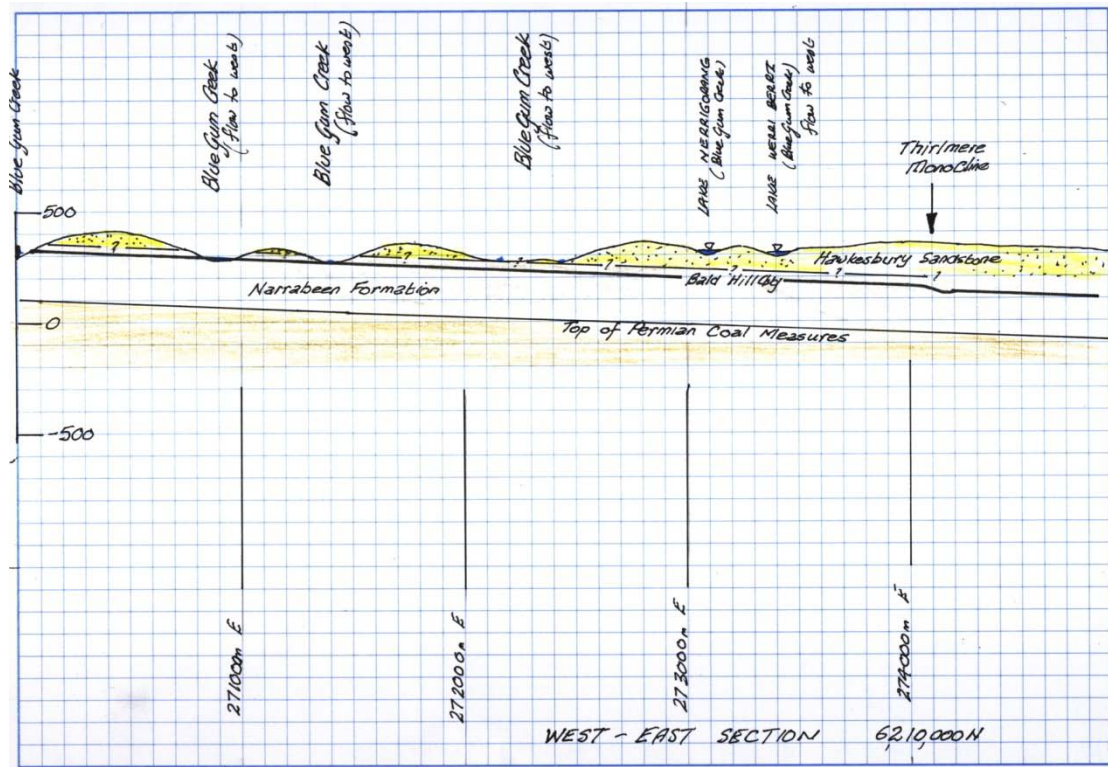 Blue Gum Creek
Blue Gum Creek
(flow to west)
Blue Gum Creek
(flow to west)
Blue Gum Creek
(flow to west)
LAKE NERRIGORANG
(Blue Gum Creek)
LAKE WERRI BERRI
(Blue Gum Creek)
flow to west
Thirlmere
Monocline
500
?
?
?
?
?
?
?
Hawkesbury Sandstone
Bald Hill Clay
Narrabeen Formation
0
Top of Permian Coal Measures
-500
271000m E
272000m E
273000m E
274000m E
WEST - EAST SECTION 6,210,000N